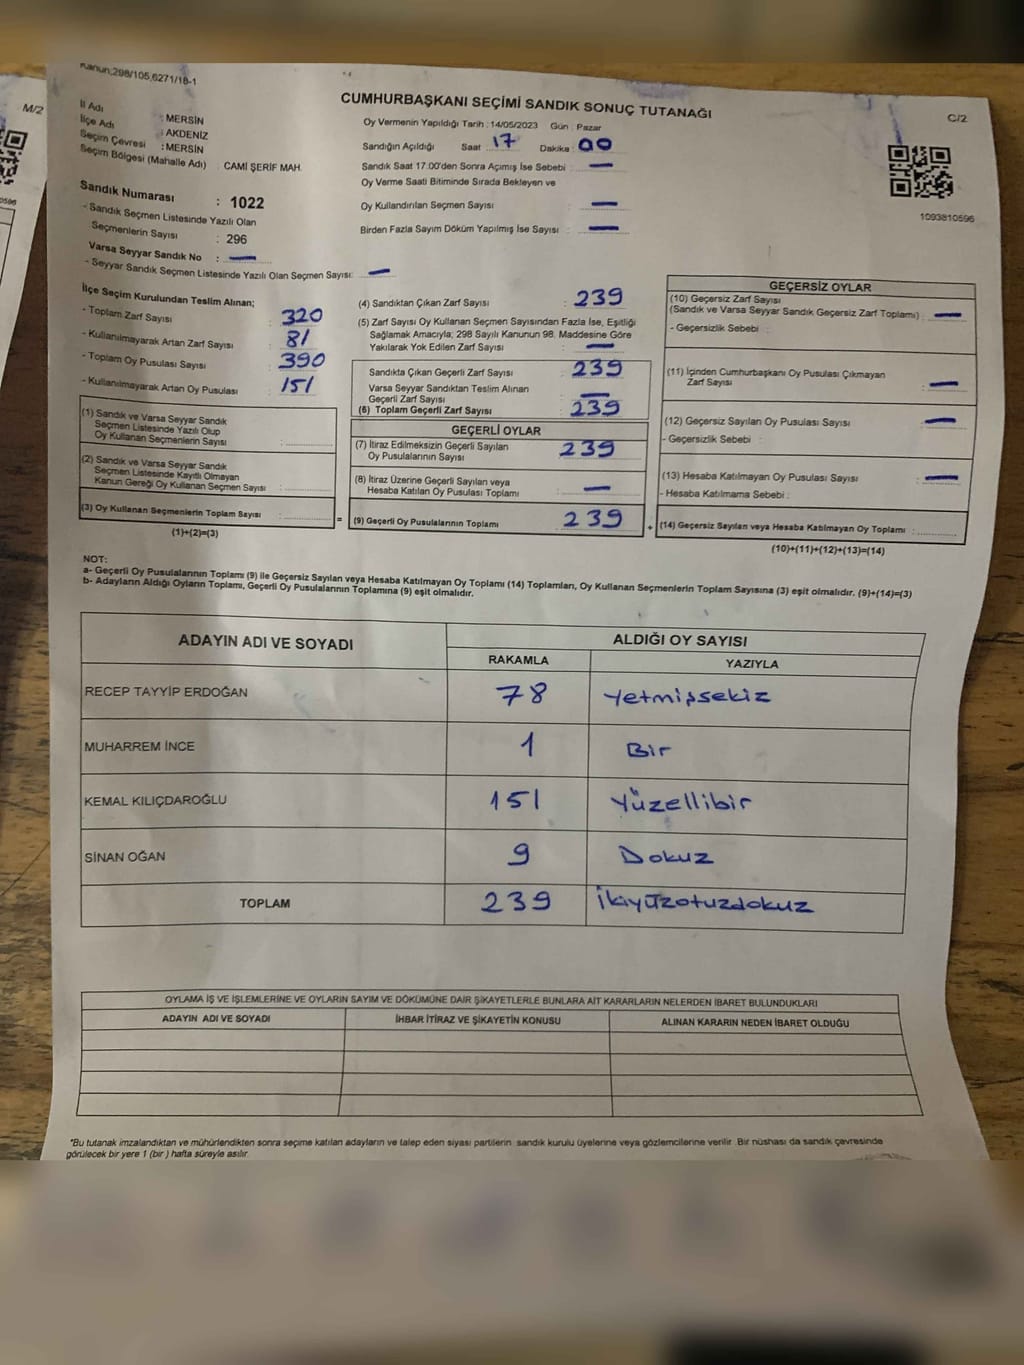 Kanun;298/105,6271/18-1
M/2
CUMHURBAŞKANI SEÇİMİ SANDIK SONUÇ TUTANAĞI
C/2
İl Adı : MERSİN
İlçe Adı : AKDENİZ
Seçim Çevresi : MERSİN
Seçim Bölgesi (Mahalle Adı) CAMİ ŞERİF MAH.
Oy Vermenin Yapıldığı Tarih : 14/05/2023 Gün : Pazar
Sandığın Açıldığı Saat : 17 Dakika : 00
Sandık Saat 17.00'den Sonra Açımış İse Sebebi : —
Oy Verme Saati Bitiminde Sırada Bekleyen ve
Oy Kullandırılan Seçmen Sayısı : —
Birden Fazla Sayım Döküm Yapılmış İse Sayısı : —
1093810596
Sandık Numarası : 1022
- Sandık Seçmen Listesinde Yazılı Olan
Seçmenlerin Sayısı : 296
Varsa Seyyar Sandık No : —
- Seyyar Sandık Seçmen Listesinde Yazılı Olan Seçmen Sayısı: —
İlçe Seçim Kurulundan Teslim Alınan;
- Toplam Zarf Sayısı : 320
- Kullanılmayarak Artan Zarf Sayısı : 81
- Toplam Oy Pusulası Sayısı : 390
- Kullanılmayarak Artan Oy Pusulası : 151
(1) Sandık ve Varsa Seyyar Sandık
Seçmen Listesinde Yazılı Olup
Oy Kullanan Seçmenlerin Sayısı :
(2) Sandık ve Varsa Seyyar Sandık
Seçmen Listesinde Kayıtlı Olmayan
Kanun Gereği Oy Kullanan Seçmen Sayısı :
(3) Oy Kullanan Seçmenlerin Toplam Sayısı :
(1)+(2)=(3)
=
(4) Sandıktan Çıkan Zarf Sayısı : 239
(5) Zarf Sayısı Oy Kullanan Seçmen Sayısından Fazla İse, Eşitliği
Sağlamak Amacıyla; 298 Sayılı Kanunun 98. Maddesine Göre
Yakılarak Yok Edilen Zarf Sayısı : —
Sandıkta Çıkan Geçerli Zarf Sayısı : 239
Varsa Seyyar Sandıktan Teslim Alınan
Geçerli Zarf Sayısı : —
(6) Toplam Geçerli Zarf Sayısı : 239
GEÇERLİ OYLAR
(7) İtiraz Edilmeksizin Geçerli Sayılan
Oy Pusulalarının Sayısı : 239
(8) İtiraz Üzerine Geçerli Sayılan veya
Hesaba Katılan Oy Pusulası Toplamı : —
(9) Geçerli Oy Pusulalarının Toplamı : 239
+
GEÇERSİZ OYLAR
(10) Geçersiz Zarf Sayısı
(Sandık ve Varsa Seyyar Sandık Geçersiz Zarf Toplamı) : —
- Geçersizlik Sebebi :
(11) İçinden Cumhurbaşkanı Oy Pusulası Çıkmayan
Zarf Sayısı : —
(12) Geçersiz Sayılan Oy Pusulası Sayısı : —
- Geçersizlik Sebebi :
(13) Hesaba Katılmayan Oy Pusulası Sayısı : —
- Hesaba Katılmama Sebebi :
(14) Geçersiz Sayılan veya Hesaba Katılmayan Oy Toplamı :
(10)+(11)+(12)+(13)=(14)
NOT:
a- Geçerli Oy Pusulalarının Toplamı (9) ile Geçersiz Sayılan veya Hesaba Katılmayan Oy Toplamı (14) Toplamları, Oy Kullanan Seçmenlerin Toplam Sayısına (3) eşit olmalıdır. (9)+(14)=(3)
b- Adayların Aldığı Oyların Toplamı, Geçerli Oy Pusulalarının Toplamına (9) eşit olmalıdır.
ADAYIN ADI VE SOYADI
ALDIĞI OY SAYISI
RAKAMLA YAZIYLA
RECEP TAYYİP ERDOĞAN 78 Yetmişsekiz
MUHARREM İNCE 1 Bir
KEMAL KILIÇDAROĞLU 151 Yüzellibir
SİNAN OĞAN 9 Dokuz
TOPLAM 239 İkiyüzotuzdokuz
OYLAMA İŞ VE İŞLEMLERİNE VE OYLARIN SAYIM VE DÖKÜMÜNE DAİR ŞİKAYETLERLE BUNLARA AİT KARARLARIN NELERDEN İBARET BULUNDUKLARI
ADAYIN ADI VE SOYADI İHBAR İTİRAZ VE ŞİKAYETİN KONUSU ALINAN KARARIN NEDEN İBARET OLDUĞU
*Bu tutanak imzalandıktan ve mühürlendikten sonra seçime katılan adayların ve talep eden siyasi partilerin sandık kurulu üyelerine veya gözlemcilerine verilir .Bir nüshası da sandık çevresinde
görülecek bir yere 1 (bir ) hafta süreyle asılır.